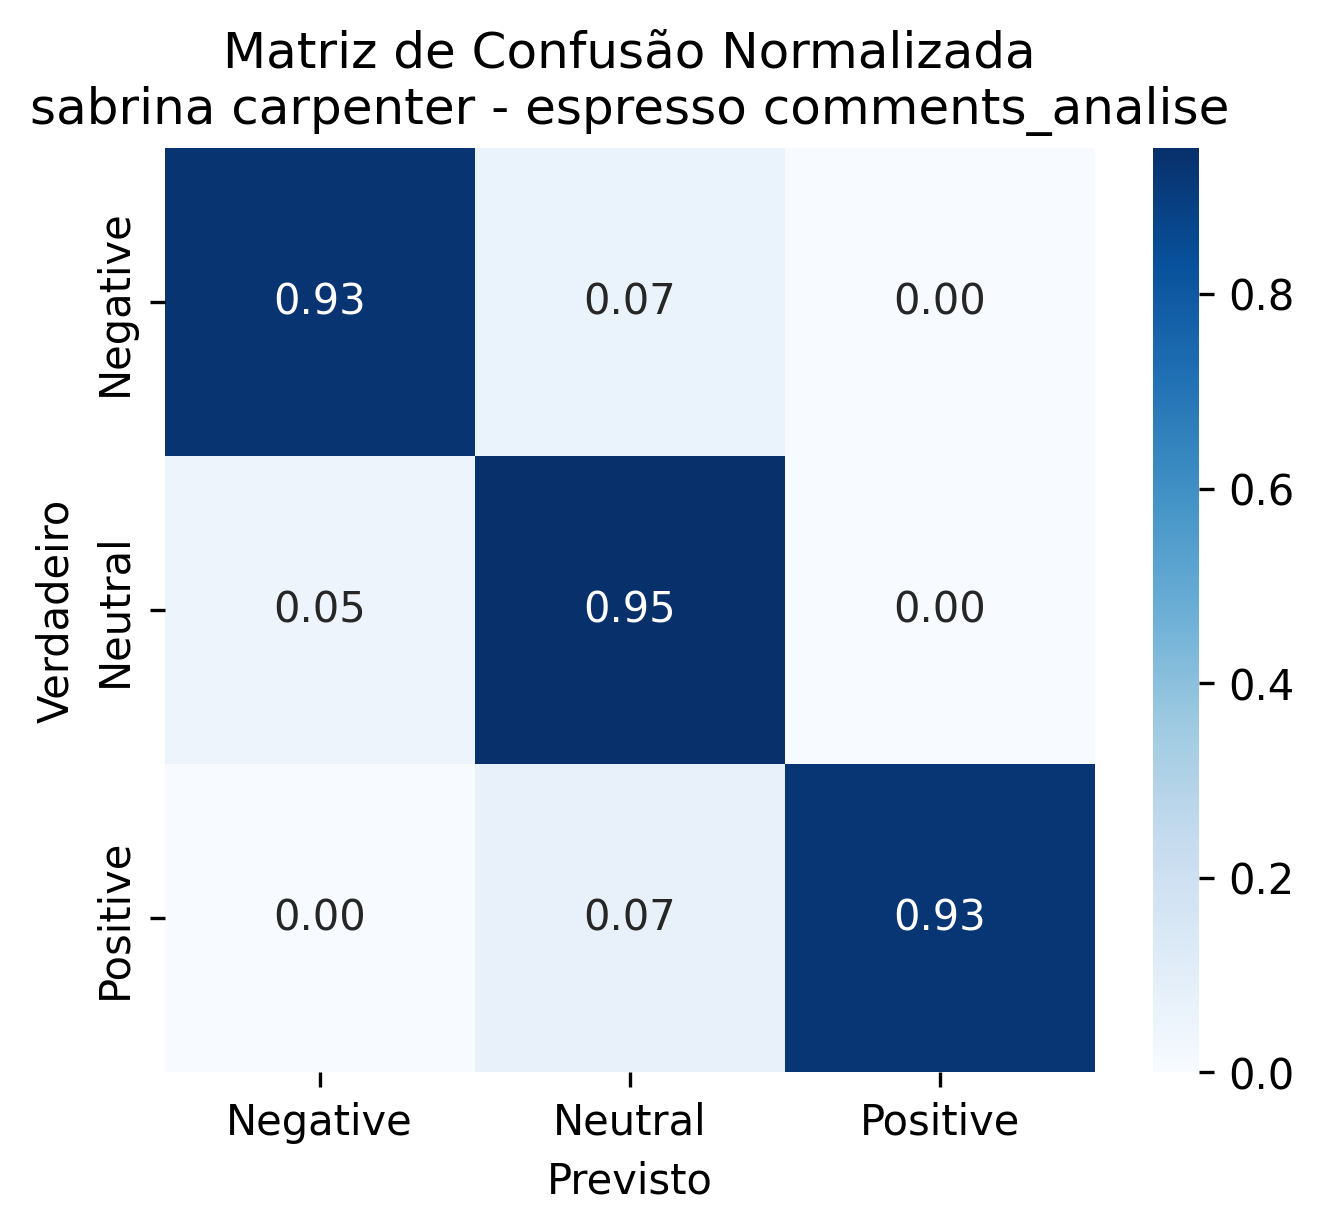 Matriz de Confusão Normalizada
sabrina carpenter - espresso comments_analise
Verdadeiro
Negative
0.93
0.07
0.00
Neutral
0.05
0.95
0.00
Positive
0.00
0.07
0.93
Negative
Neutral
Positive
Previsto
0.8
0.6
0.4
0.2
0.0